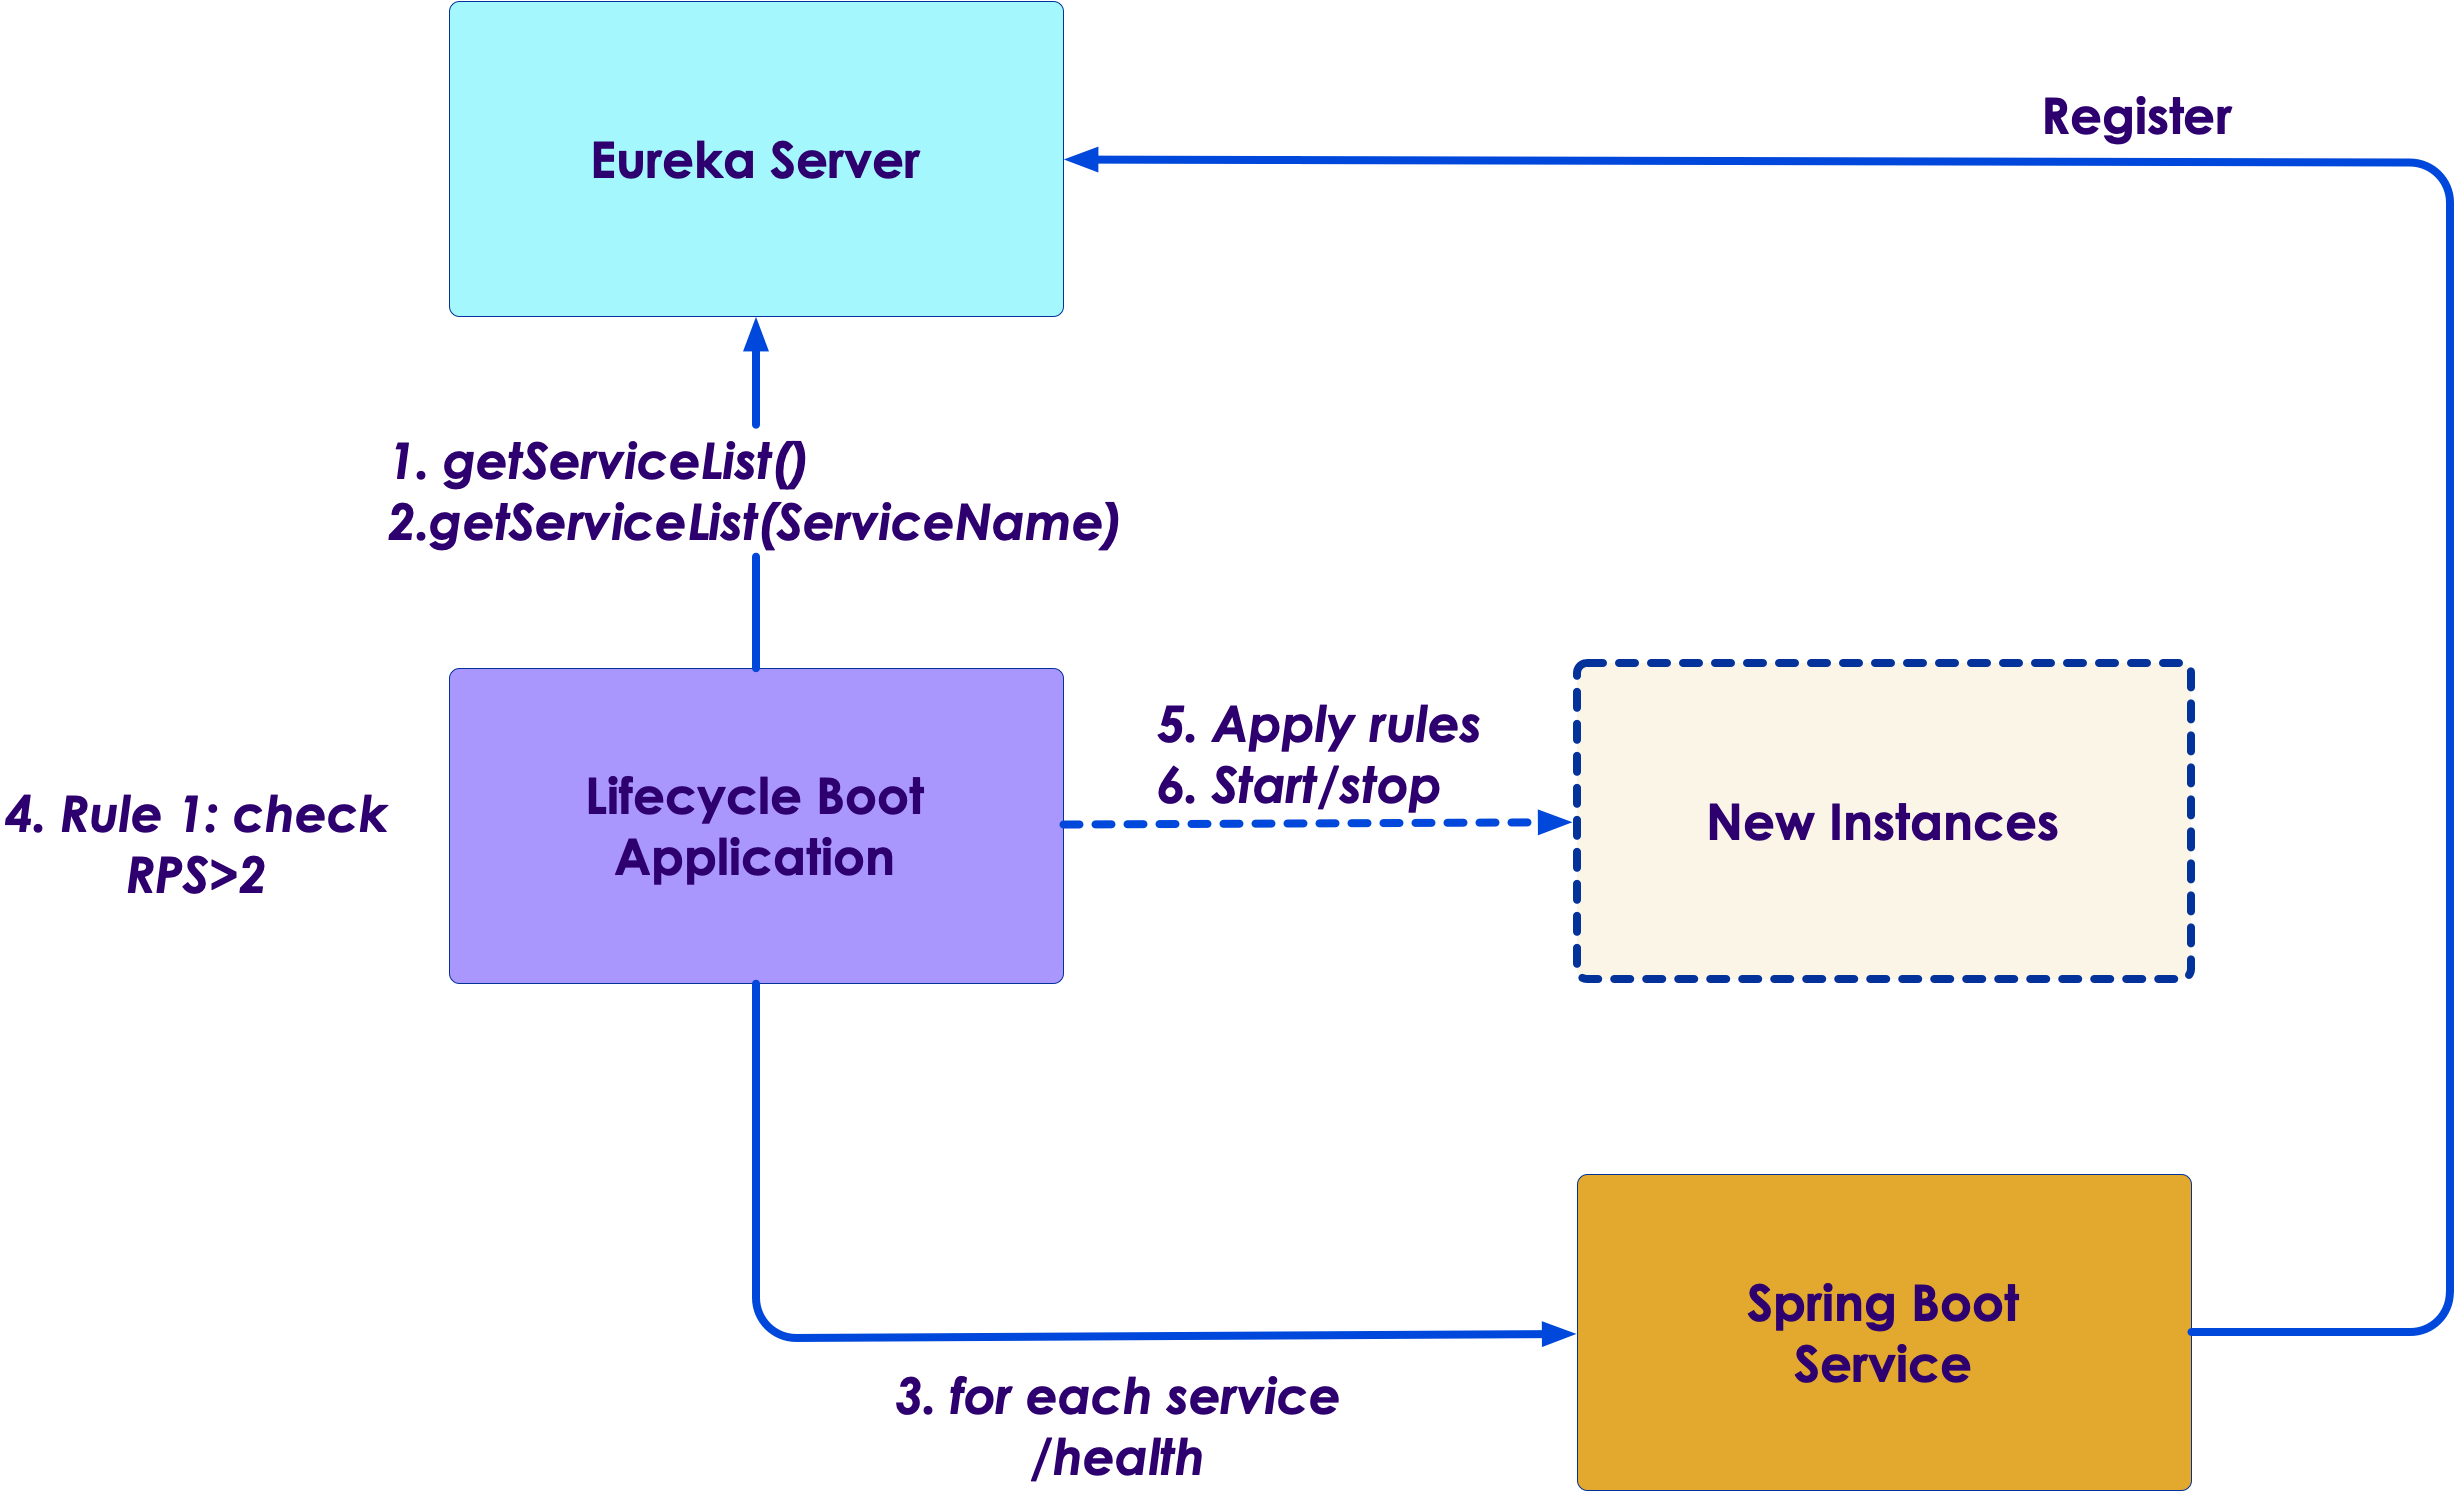 Register
Eureka Server
1. getServiceList()
2.getServiceList(ServiceName)
5. Apply rules
6. Start/stop
4. Rule 1: check
RPS>2
Lifecycle Boot
Application
New Instances
Spring Boot
Service
3. for each service
/health